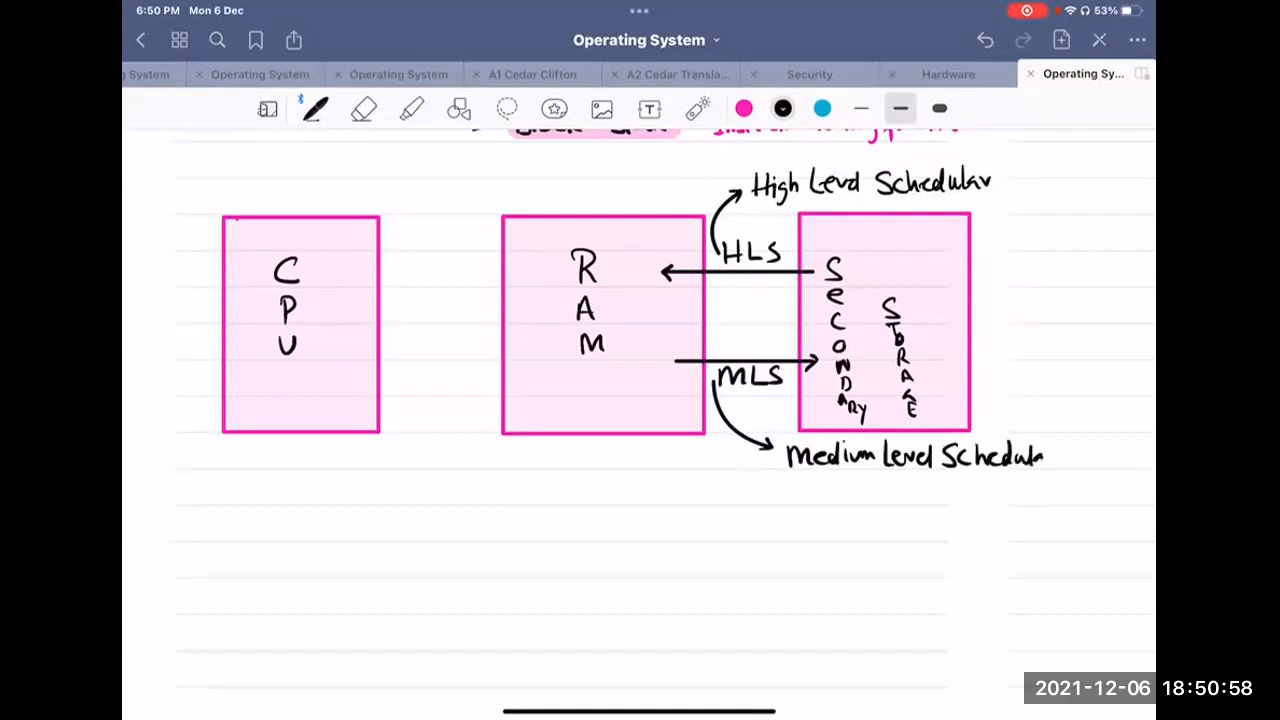 6:50 PM Mon 6 Dec
53%
Operating System
g System
Operating System
Operating System
A1 Cedar Clifton
A2 Cedar Transla...
Security
Hardware
Operating Sy...
High Level Schedular
HLS
CPU
RAM
SeCONDARY
STORAGE
MLS
Medium Level Schedula
2021-12-06 18:50:58